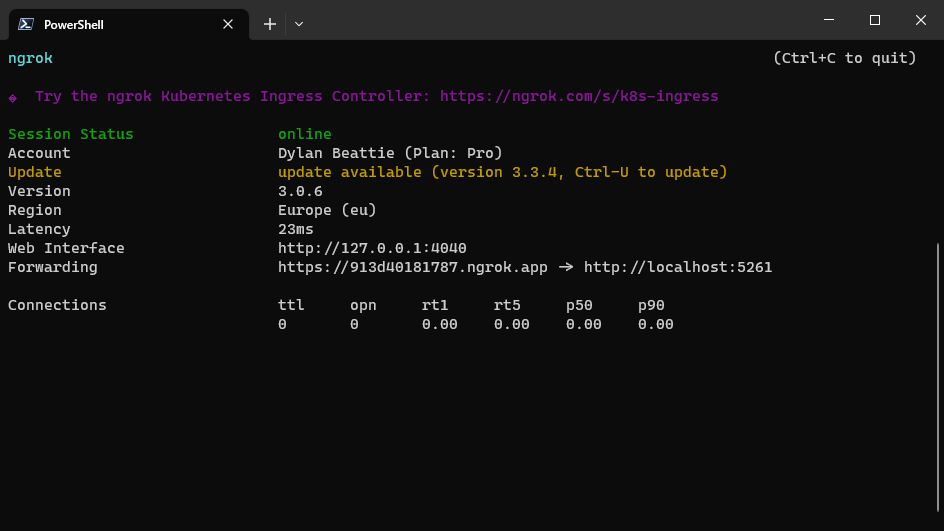 PowerShell
ngrok (Ctrl+C to quit)
Try the ngrok Kubernetes Ingress Controller: https://ngrok.com/s/k8s-ingress
Session Status online
Account Dylan Beattie (Plan: Pro)
Update update available (version 3.3.4, Ctrl-U to update)
Version 3.0.6
Region Europe (eu)
Latency 23ms
Web Interface http://127.0.0.1:4040
Forwarding https://913d40181787.ngrok.app -> http://localhost:5261
Connections ttl opn rt1 rt5 p50 p90
0 0 0.00 0.00 0.00 0.00